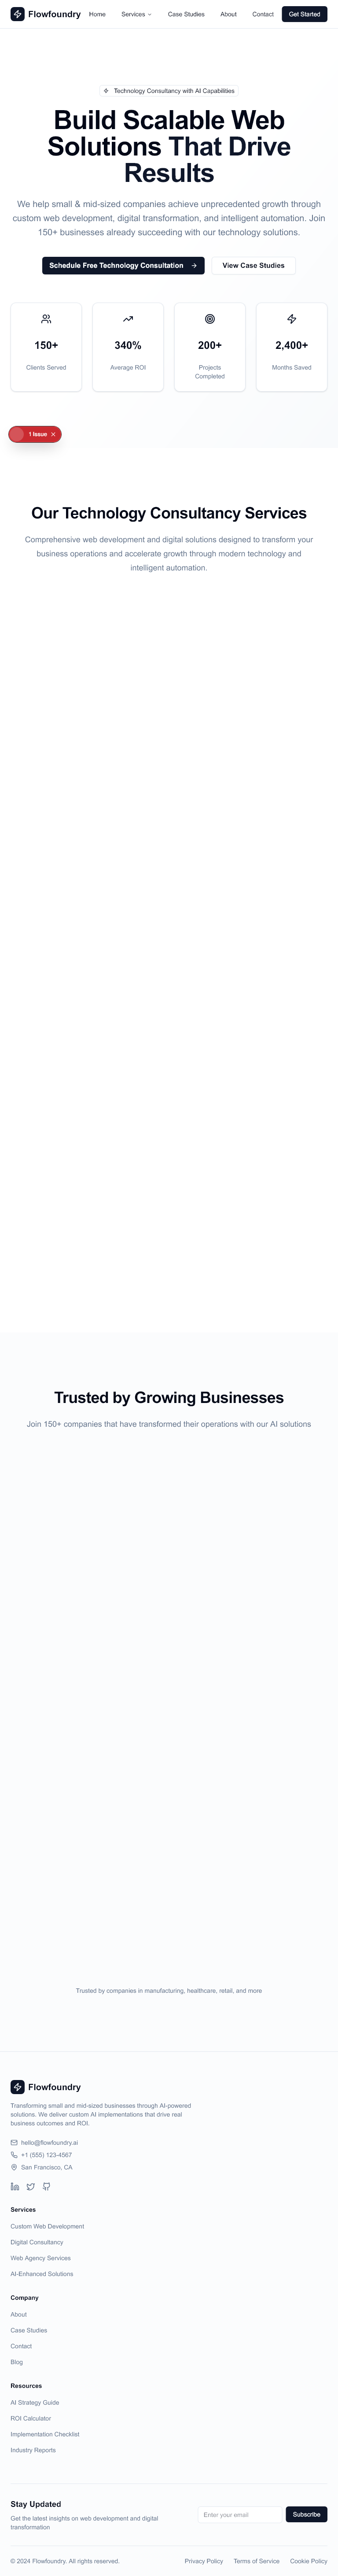 Flowfoundry Home Services Case Studies About Contact Get Started
Technology Consultancy with AI Capabilities
Build Scalable Web
Solutions That Drive
Results
We help small & mid-sized companies achieve unprecedented growth through
custom web development, digital transformation, and intelligent automation. Join
150+ businesses already succeeding with our technology solutions.
Schedule Free Technology Consultation View Case Studies
150+ 340% 200+ 2,400+
Clients Served Average ROI Projects Months Saved
Completed
1 Issue
Our Technology Consultancy Services
Comprehensive web development and digital solutions designed to transform your
business operations and accelerate growth through modern technology and
intelligent automation.
Trusted by Growing Businesses
Join 150+ companies that have transformed their operations with our AI solutions
Trusted by companies in manufacturing, healthcare, retail, and more
Flowfoundry
Transforming small and mid-sized businesses through AI-powered
solutions. We deliver custom AI implementations that drive real
business outcomes and ROI.
hello@flowfoundry.ai
+1 (555) 123-4567
San Francisco, CA
Services
Custom Web Development
Digital Consultancy
Web Agency Services
AI-Enhanced Solutions
Company
About
Case Studies
Contact
Blog
Resources
AI Strategy Guide
ROI Calculator
Implementation Checklist
Industry Reports
Stay Updated
Get the latest insights on web development and digital
transformation
Enter your email Subscribe
© 2024 Flowfoundry. All rights reserved. Privacy Policy Terms of Service Cookie Policy